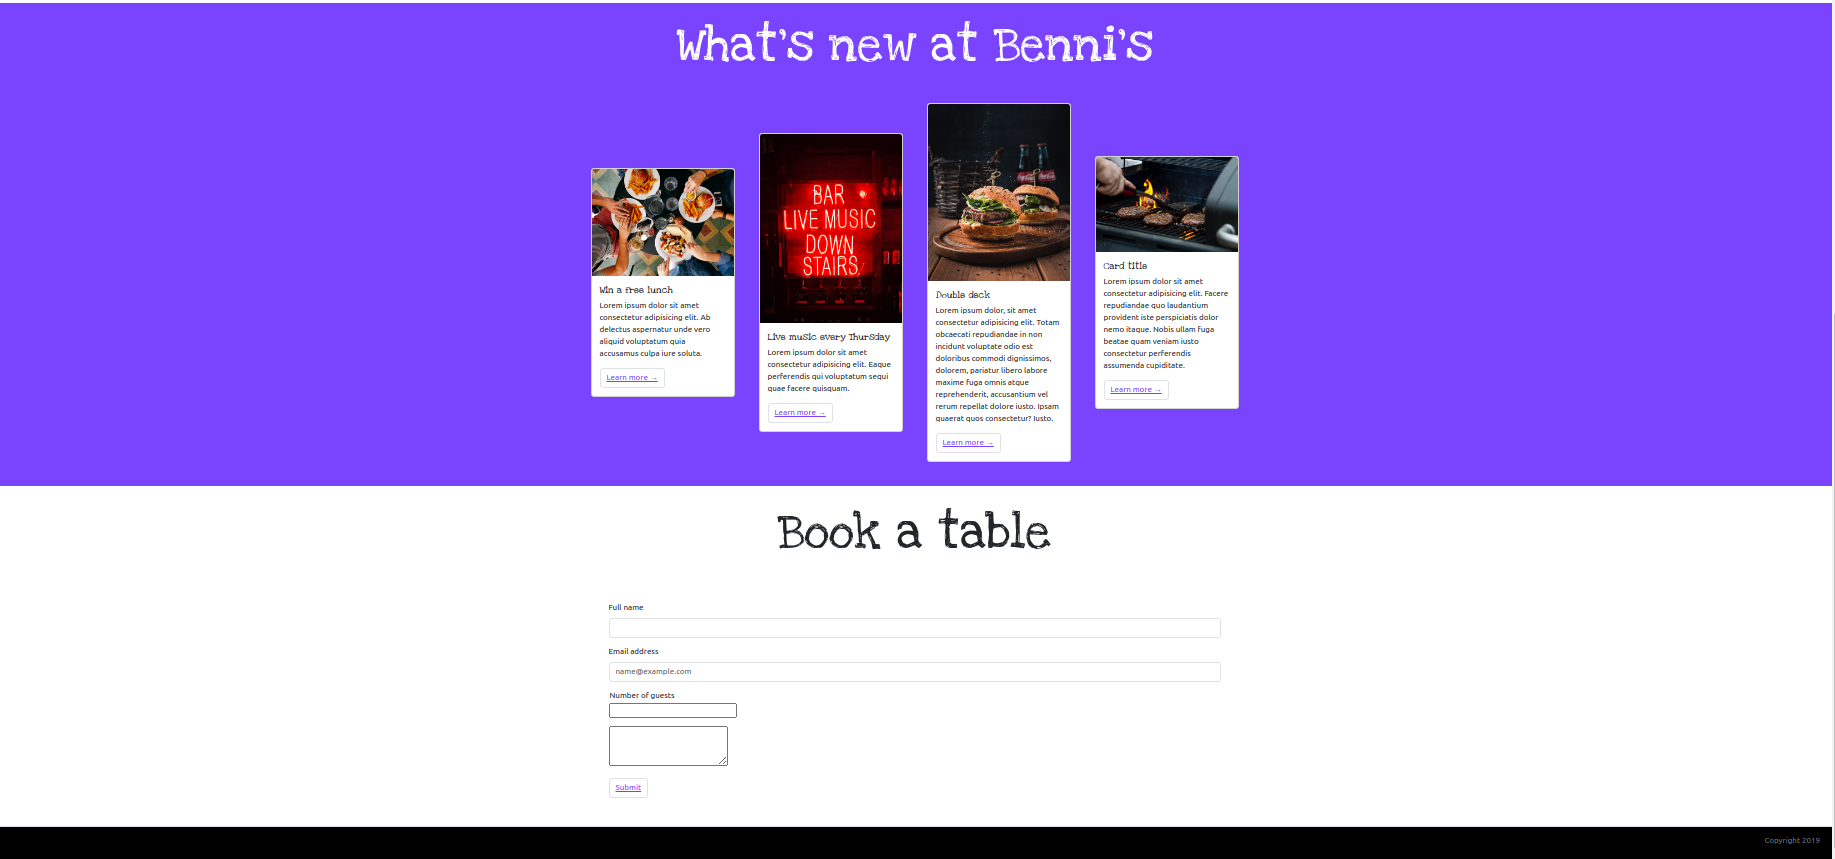 What's new at Benni's
BAR
LIVE MUSIC
DOWN
STAIRS
Win a free lunch
Lorem ipsum dolor sit amet
consectetur adipisicing elit. Ab
delectus aspernatur unde vero
aliquid voluptatum quia
accusamus culpa iure soluta.
Learn more →
Live music every Thursday
Lorem ipsum dolor sit amet
consectetur adipisicing elit. Eaque
perferendis qui voluptatum sequi
quae facere quisquam.
Learn more →
Double deck
Lorem ipsum dolor, sit amet
consectetur adipisicing elit. Totam
obcaecati repudiandae in non
incidunt voluptate odio est
doloribus commodi dignissimos,
dolorem, pariatur libero labore
maxime fuga omnis atque
reprehenderit, accusantium vel
rerum repellat dolore iusto. Ipsam
quaerat quos consectetur? Iusto.
Learn more →
Card title
Lorem ipsum dolor sit amet
consectetur adipisicing elit. Facere
repudiandae quo laudantium
provident iste perspiciatis dolor
nemo itaque. Nobis ullam fuga
beatae quam veniam iusto
consectetur perferendis
assumenda cupiditate.
Learn more →
Book a table
Full name
Email address
name@example.com
Number of guests
Submit
Copyright 2019